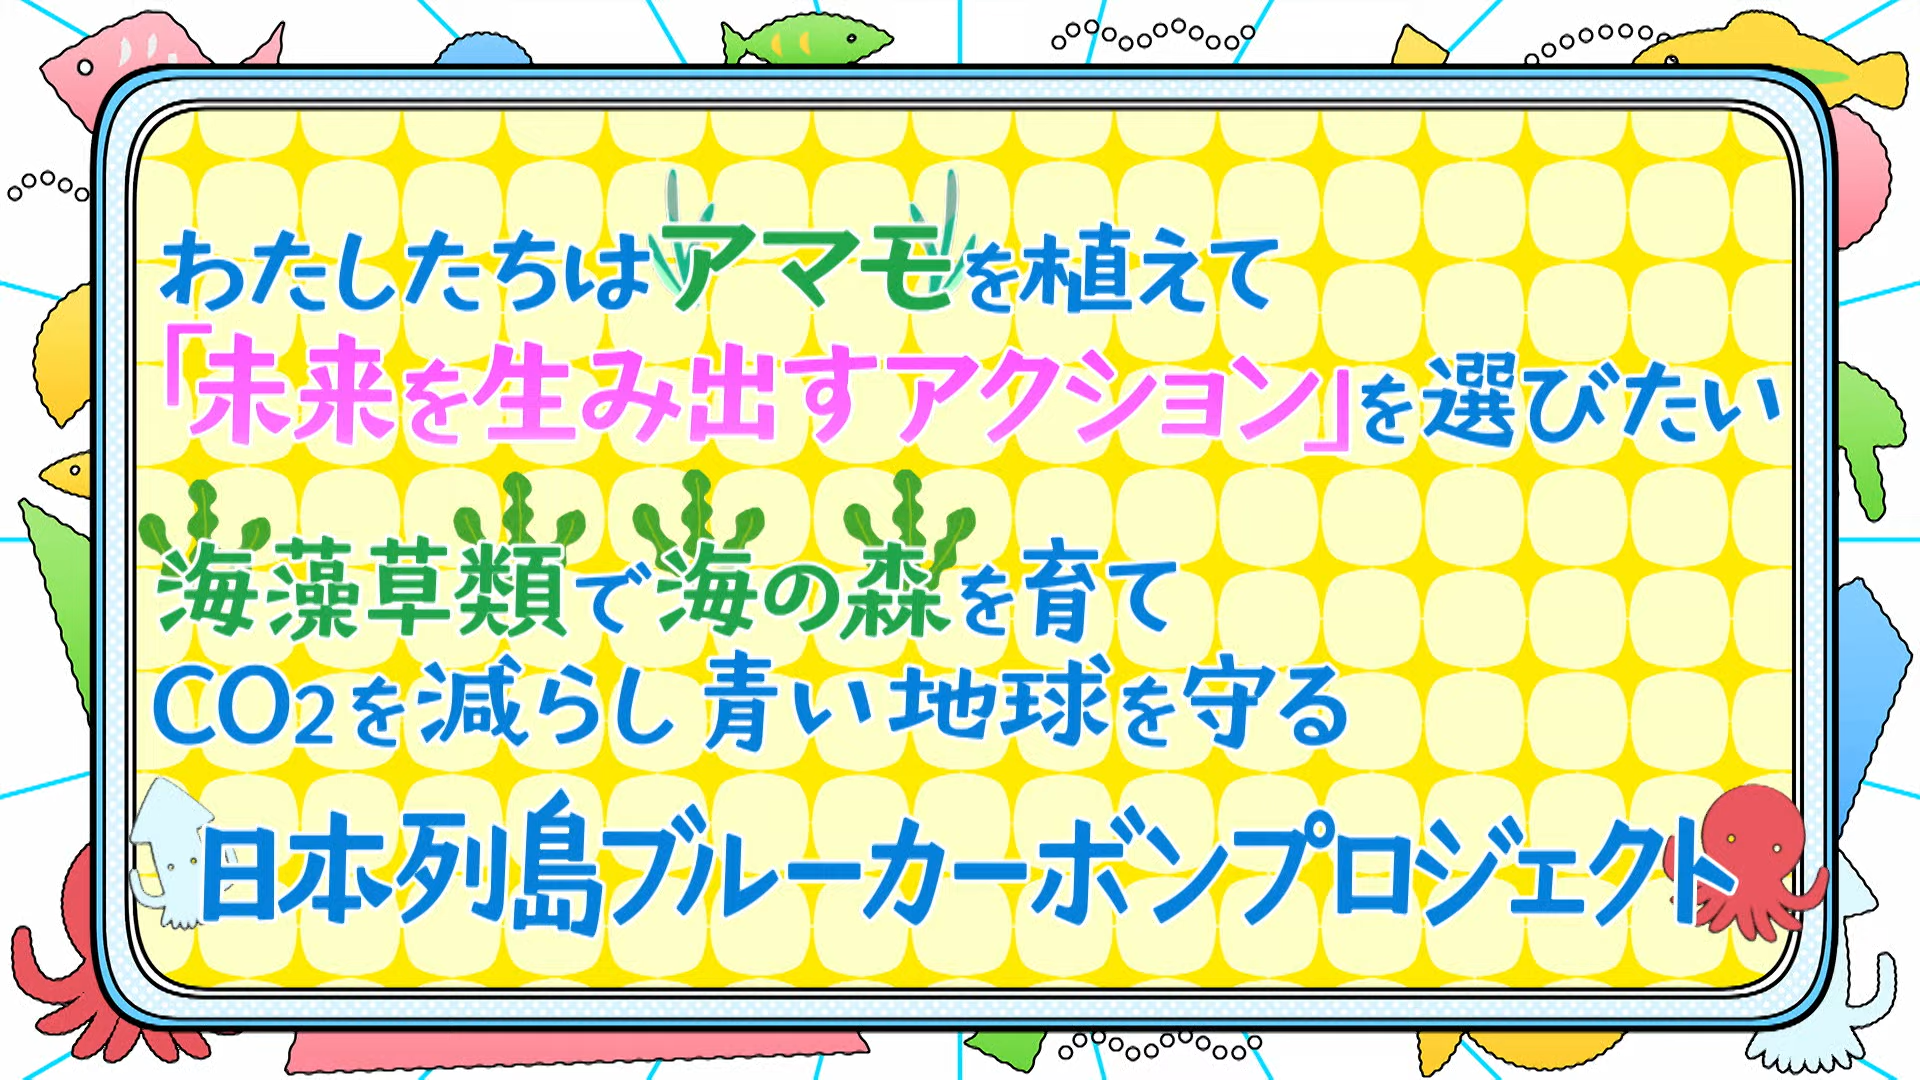 わたしたちはアマモを植えて
「未来を生み出すアクション」を選びたい
海藻草類で海の森を育て
CO2を減らし 青い地球を守る
日本列島ブルーカーボンプロジェクト